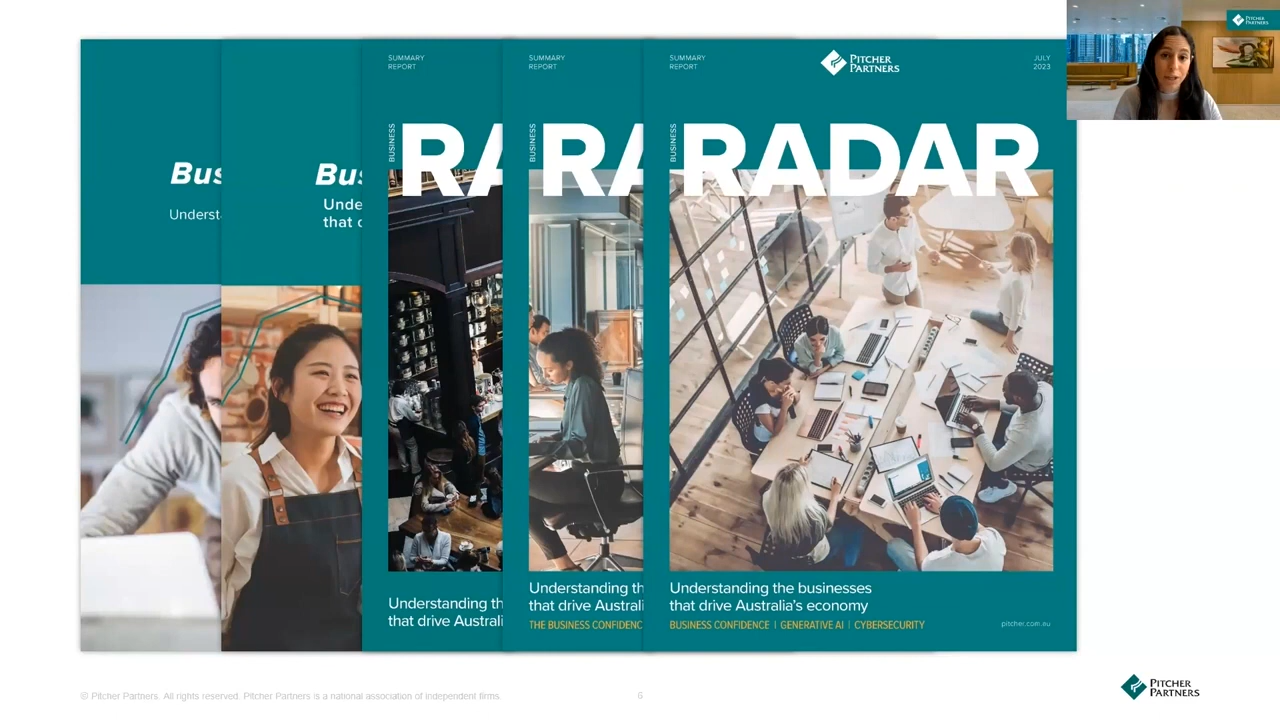 Bus
Underst
Bus
Unde
that c
SUMMARY
REPORT
BUSINESS
RA
Understanding th
that drive Australi
SUMMARY
REPORT
BUSINESS
RA
Understanding th
that drive Australi
THE BUSINESS CONFIDENC
SUMMARY
REPORT
PITCHER
PARTNERS
JULY
2023
BUSINESS
RADAR
Understanding the businesses
that drive Australia's economy
BUSINESS CONFIDENCE | GENERATIVE AI | CYBERSECURITY
pitcher.com.au
PITCHER
PARTNERS
© Pitcher Partners. All rights reserved. Pitcher Partners is a national association of independent firms.
6
PITCHER
PARTNERS